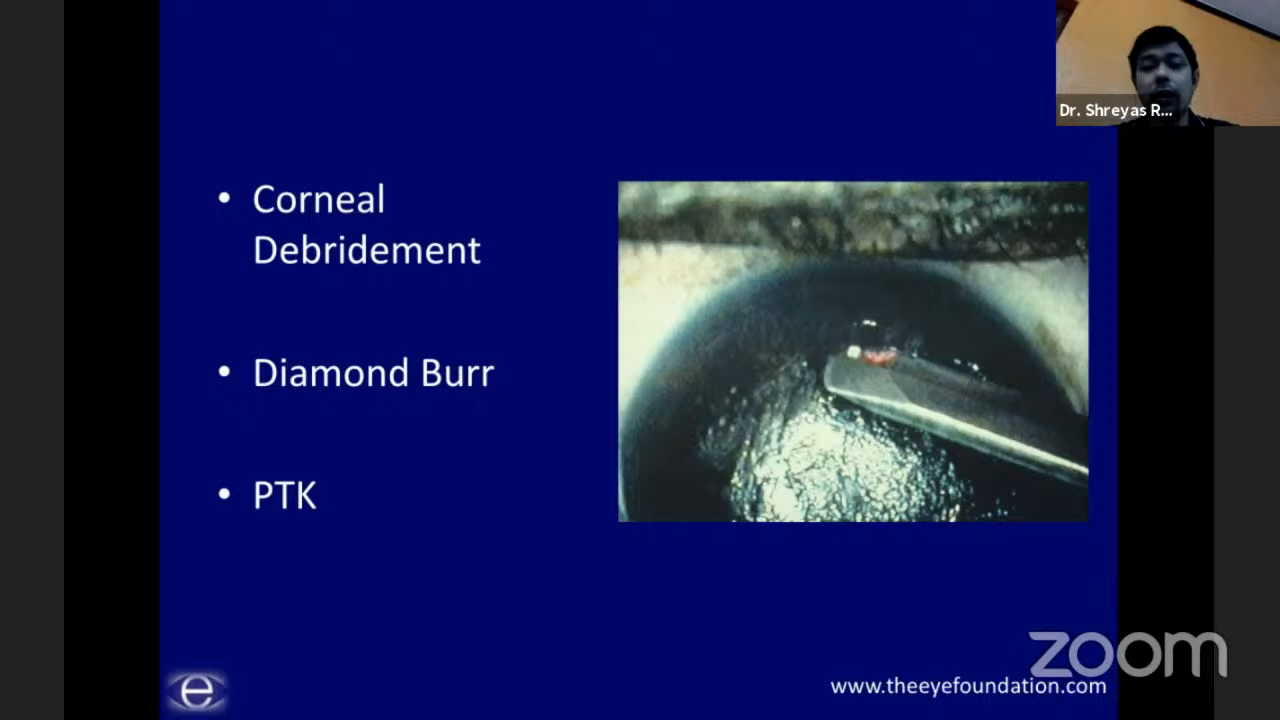 Dr. Shreyas R...
• Corneal
Debridement
• Diamond Burr
• PTK
zoom
e
www.theeyefoundation.com